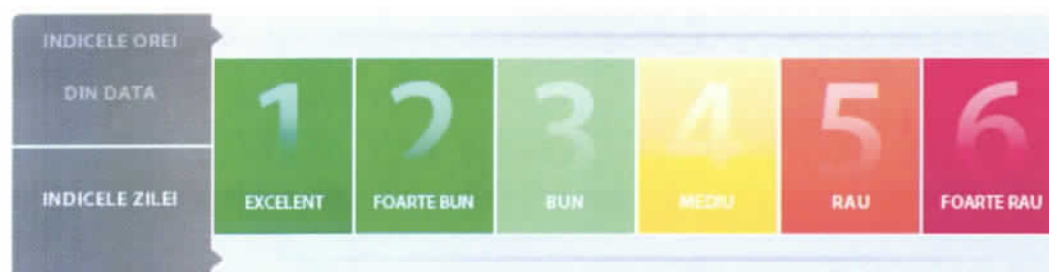 INDICELE OREI
DIN DATA
INDICELE ZILEI
1 2 3 4 5 6
EXCELENT FOARTE BUN BUN MEDIU RAU FOARTE RAU